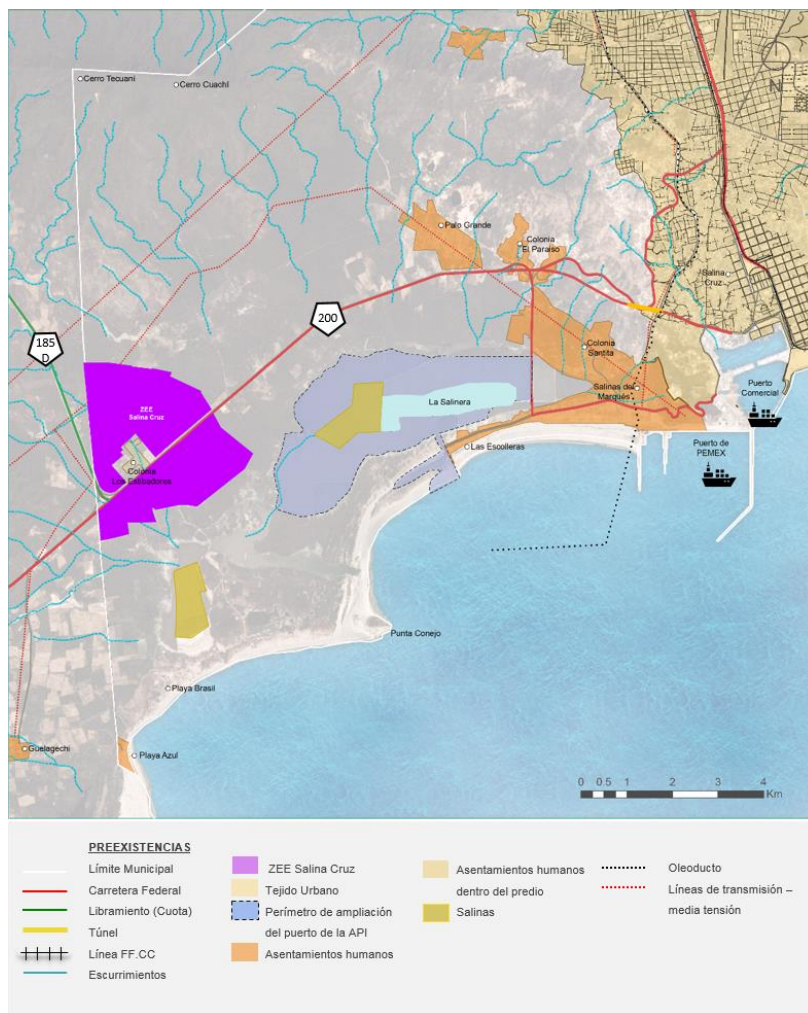 Cerro Tecuani
Cerro Cuachi
N
Palo Grande
Colonia
El Paraiso
Salina
Cruz
200
185
D
Colonia
Santita
Puerto
Comercial
ZEE
Salina Cruz
La Salinera
Salinas del
Marqués
Las Escolleras
Puerto de
PEMEX
Colonia
Los Estibadores
Punta Conejo
Playa Brasil
Guelagechi
Playa Azul
0 0.5 1 2 3 4
Km
PREEXISTENCIAS
Límite Municipal
Carretera Federal
Libramiento (Cuota)
Túnel
Línea FF.CC
Escurrimientos
ZEE Salina Cruz
Tejido Urbano
Perímetro de ampliación
del puerto de la API
Asentamientos humanos
Asentamientos humanos
dentro del predio
Salinas
Oleoducto
Líneas de transmisión –
media tensión